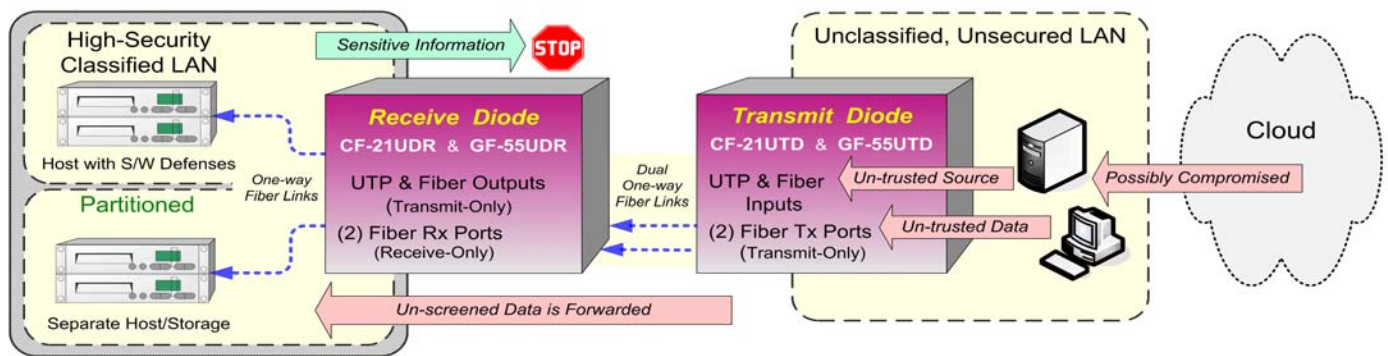 High-Security
Classified LAN
Host with S/W Defenses
Partitioned
Separate Host/Storage
Sensitive Information
STOP
One-way
Fiber Links
Receive Diode
CF-21UDR & GF-55UDR
UTP & Fiber Outputs
(Transmit-Only)
(2) Fiber Rx Ports
(Receive-Only)
Dual
One-way
Fiber Links
Transmit Diode
CF-21UTD & GF-55UTD
UTP & Fiber
Inputs
(2) Fiber Tx Ports
(Transmit-Only)
Unclassified, Unsecured LAN
Un-trusted Source
Un-trusted Data
Possibly Compromised
Cloud
Un-screened Data is Forwarded